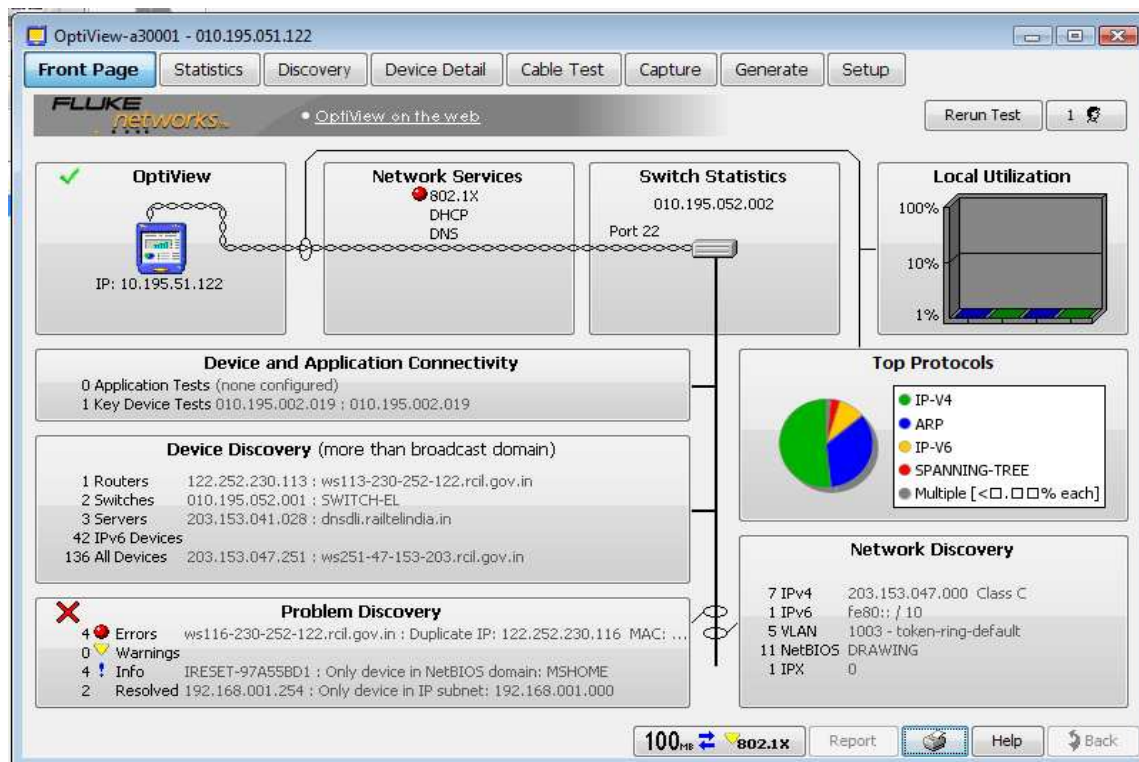 OptiView-a30001 - 010.195.051.122
Front Page Statistics Discovery Device Detail Cable Test Capture Generate Setup
FLUKE
networks
OptiView on the web
Rerun Test 1
OptiView
IP: 10.195.51.122
Network Services
802.1X
DHCP
DNS
Switch Statistics
010.195.052.002
Port 22
Local Utilization
100%
10%
1%
Device and Application Connectivity
0 Application Tests (none configured)
1 Key Device Tests 010.195.002.019 : 010.195.002.019
Top Protocols
IP-V4
ARP
IP-V6
SPANNING-TREE
Multiple [<□.□□% each]
Device Discovery (more than broadcast domain)
1 Routers 122.252.230.113 : ws113-230-252-122.rcil.gov.in
2 Switches 010.195.052.001 : SWITCH-EL
3 Servers 203.153.041.028 : dnsdli.railtelindia.in
42 IPv6 Devices
136 All Devices 203.153.047.251 : ws251-47-153-203.rcil.gov.in
Network Discovery
7 IPv4 203.153.047.000 Class C
1 IPv6 fe80:: / 10
5 VLAN 1003 - token-ring-default
11 NetBIOS DRAWING
1 IPX 0
Problem Discovery
4 Errors ws116-230-252-122.rcil.gov.in : Duplicate IP: 122.252.230.116 MAC: ...
0 Warnings
4 Info IRESET-97A55BD1 : Only device in NetBIOS domain: MSHOME
2 Resolved 192.168.001.254 : Only device in IP subnet: 192.168.001.000
100MB 802.1X Report Help Back